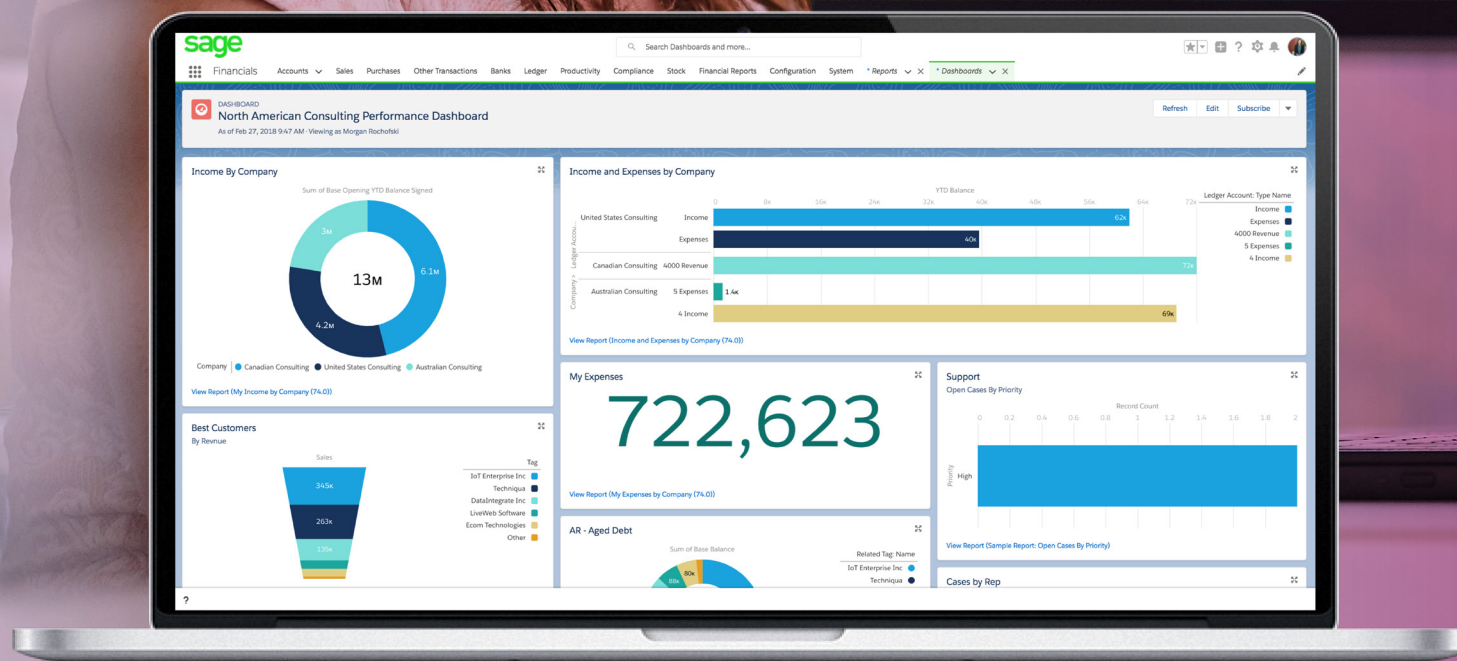 sage
Search Dashboards and more...
Financials Accounts Sales Purchases Other Transactions Banks Ledger Productivity Compliance Stock Financial Reports Configuration System * Reports * Dashboards
DASHBOARD
North American Consulting Performance Dashboard
As of Feb 27, 2018 9:47 AM · Viewing as Morgan Rochofski
Refresh Edit Subscribe
Income By Company
Sum of Base Opening YTD Balance Signed
3M
6.1M
13M
4.2M
Company Canadian Consulting United States Consulting Australian Consulting
View Report (My Income by Company (74.0))
Income and Expenses by Company
YTD Balance
0 8K 16K 24K 32K 40K 48K 56K 64K 72K
Company > Ledger Accou...
United States Consulting Income 62K
Expenses 40K
Canadian Consulting 4000 Revenue 72K
Australian Consulting 5 Expenses 1.4K
4 Income 69K
Ledger Account: Type Name
Income
Expenses
4000 Revenue
5 Expenses
4 Income
View Report (Income and Expenses by Company (74.0))
Best Customers
By Revnue
Sales
345K
263K
135K
Tag
IoT Enterprise Inc
Techniqua
DataIntegrate Inc
LiveWeb Software
Ecom Technologies
Other
My Expenses
722,623
View Report (My Expenses by Company (74.0))
AR - Aged Debt
Sum of Base Balance
88K
80K
Related Tag: Name
IoT Enterprise Inc
Techniqua
Support
Open Cases By Priority
Record Count
0 0.2 0.4 0.6 0.8 1 1.2 1.4 1.6 1.8 2
Priority
High
View Report (Sample Report: Open Cases By Priority)
Cases by Rep
?